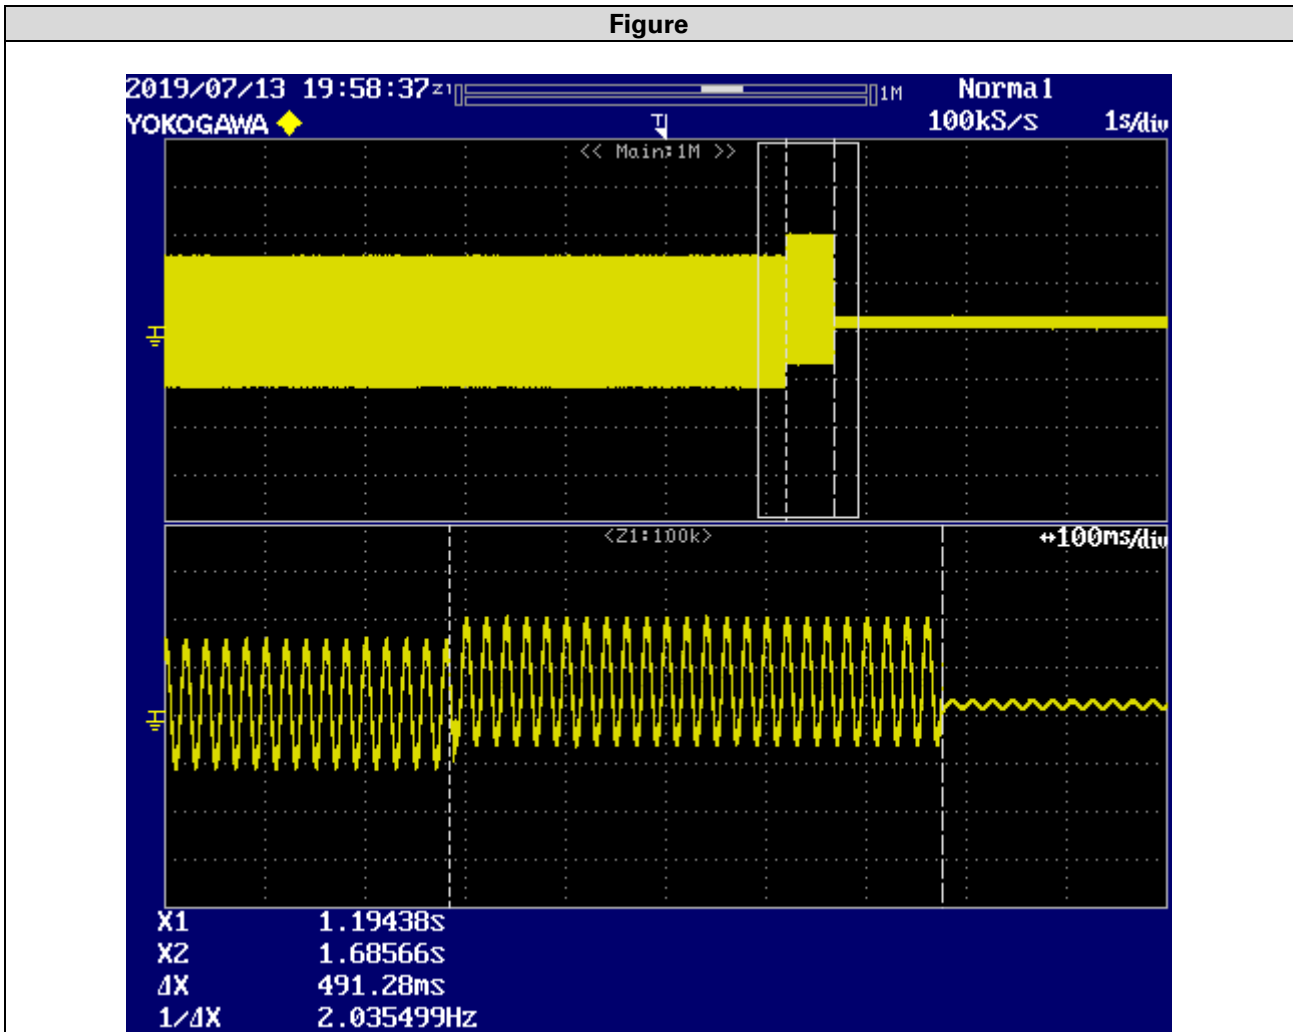 Figure
2019/07/13 19:58:37 Z1 1M Normal
YOKOGAWA T 100kS/s 1s/div
<< Main:1M >>
<Z1:100k> ↔100ms/div
X1 1.19438s
X2 1.68566s
ΔX 491.28ms
1/ΔX 2.035499Hz